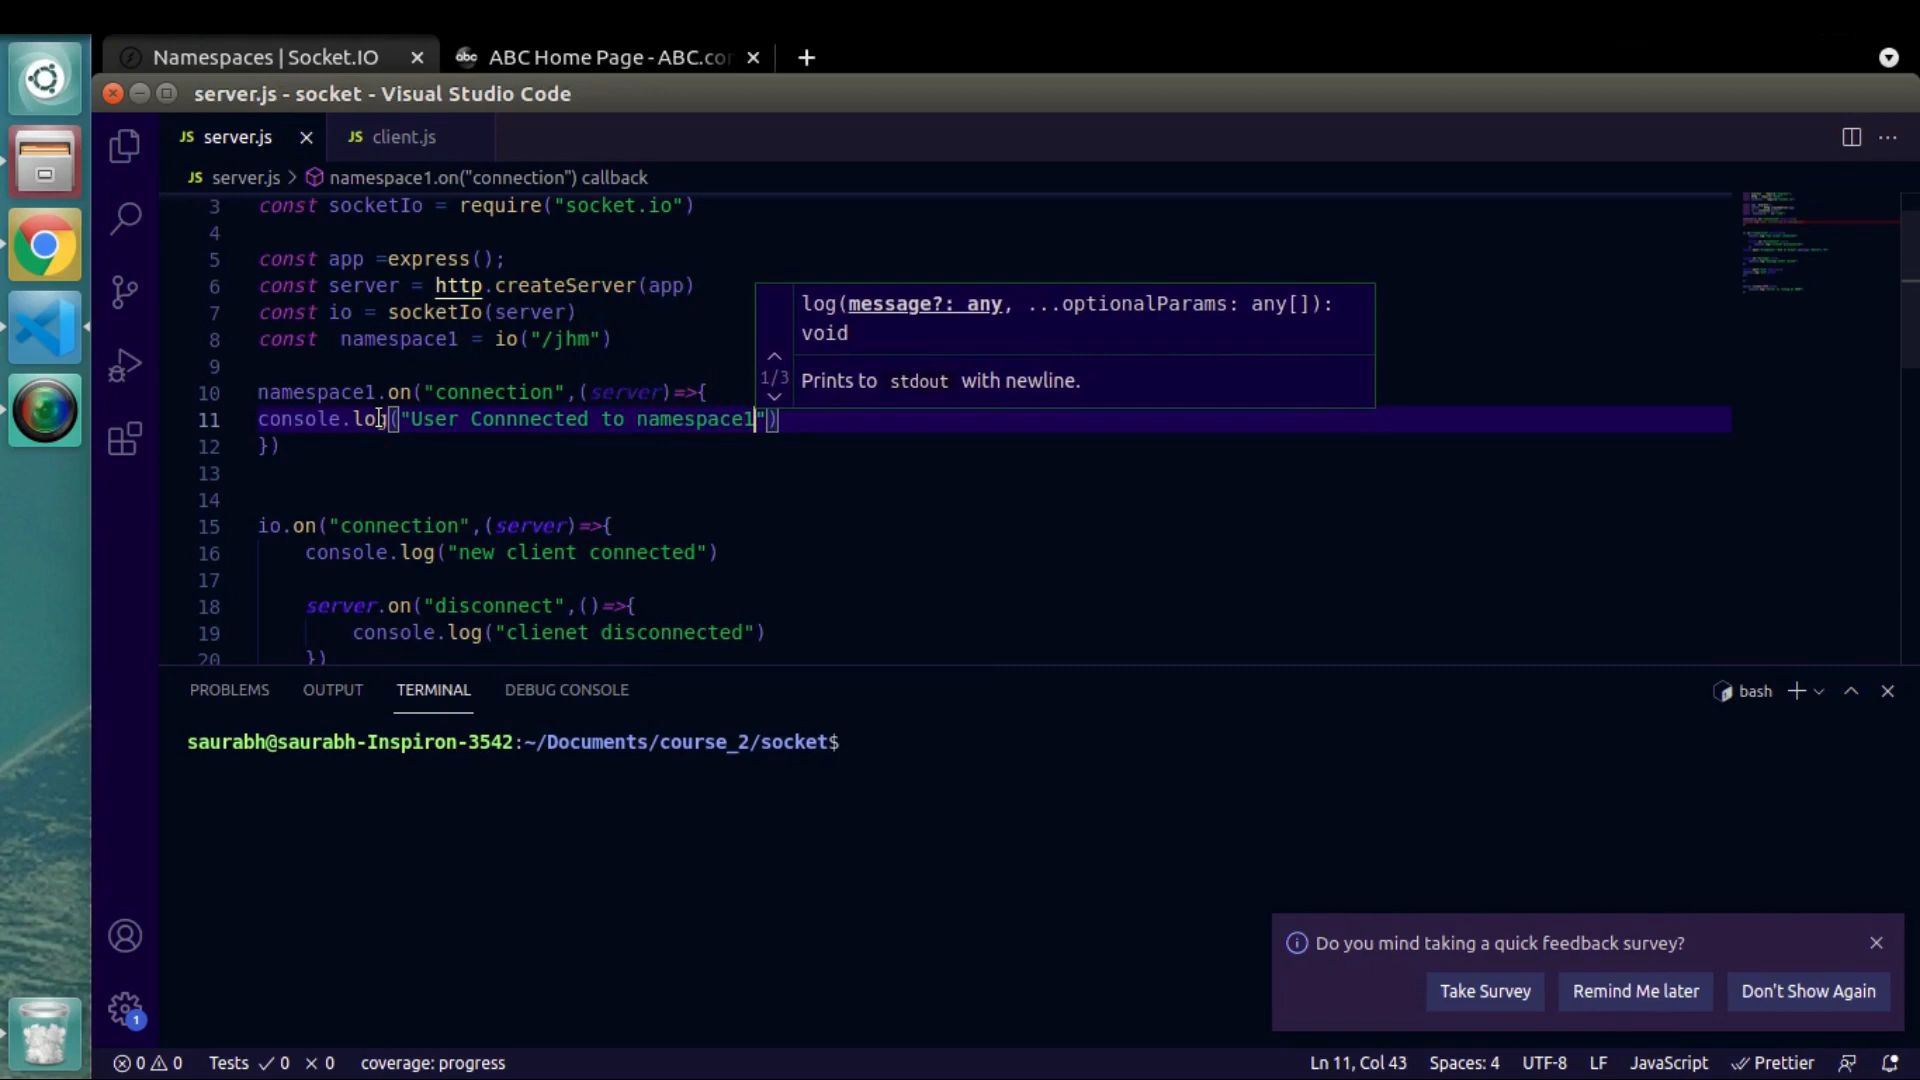 Namespaces | Socket.IO
abc ABC Home Page - ABC.cor
server.js - socket - Visual Studio Code
JS server.js
JS client.js
JS server.js > namespace1.on("connection") callback
3 const socketIo = require("socket.io")
4
5 const app =express();
6 const server = http.createServer(app)
7 const io = socketIo(server)
8 const  namespace1 = io("/jhm")
9
10 namespace1.on("connection",(server)=>{
11 console.log("User Connnected to namespace1")
12 })
13
14
15 io.on("connection",(server)=>{
16 console.log("new client connected")
17
18 server.on("disconnect",()=>{
19 console.log("clienet disconnected")
20 })
log(message?: any, ...optionalParams: any[]):
void
1/3
Prints to stdout with newline.
PROBLEMS OUTPUT TERMINAL DEBUG CONSOLE
bash
saurabh@saurabh-Inspiron-3542:~/Documents/course_2/socket$
Do you mind taking a quick feedback survey?
Take Survey Remind Me later Don't Show Again
1
0 0 Tests 0 0 coverage: progress
Ln 11, Col 43 Spaces: 4 UTF-8 LF JavaScript Prettier